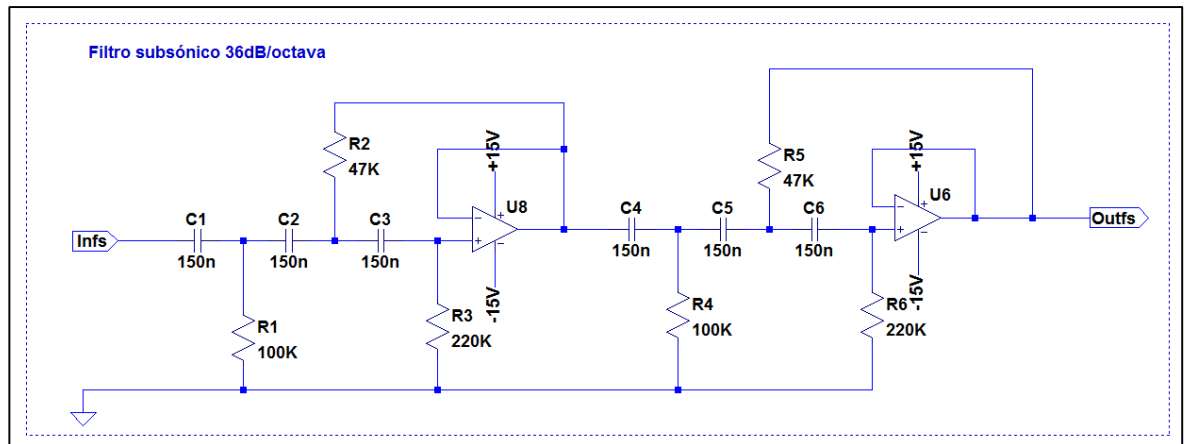 Filtro subsónico 36dB/octava
R2
47K
+15V
U8
R5
47K
+15V
U6
Infs
C1
150n
C2
150n
C3
150n
-15V
C4
150n
C5
150n
C6
150n
-15V
Outfs
R1
100K
R3
220K
R4
100K
R6
220K